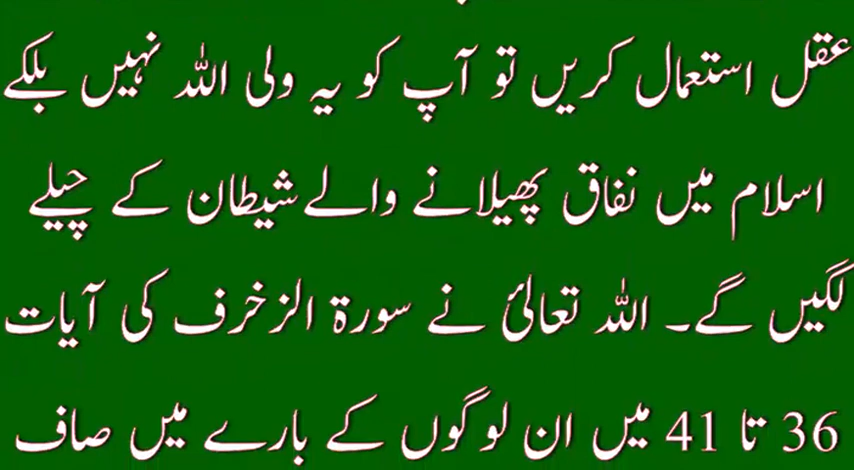 عقل استعمال کریں تو آپ کو یہ ولی اللہ نہیں بلکے
اسلام میں نفاق پھیلانے والے شیطان کے چیلے
لگیں گے۔ اللہ تعالیٰ نے سورۃ الزخرف کی آیات
36 تا 41 میں ان لوگوں کے بارے میں صاف